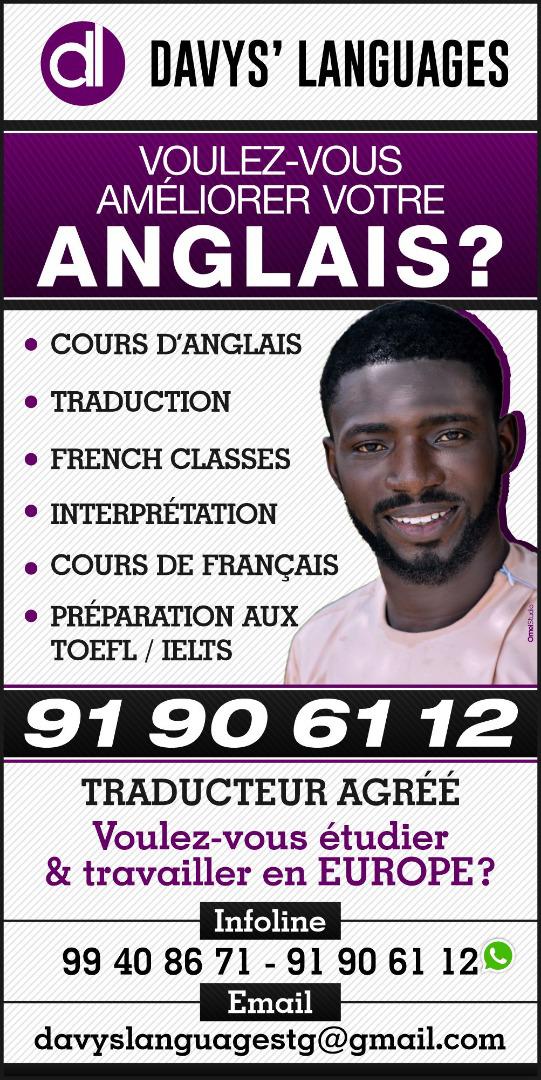 dl DAVYS' LANGUAGES
VOULEZ-VOUS
AMÉLIORER VOTRE
ANGLAIS?
• COURS D'ANGLAIS
• TRADUCTION
• FRENCH CLASSES
• INTERPRÉTATION
• COURS DE FRANÇAIS
• PRÉPARATION AUX
TOEFL / IELTS
OmelStudio
91 90 61 12
TRADUCTEUR AGRÉÉ
Voulez-vous étudier
& travailler en EUROPE?
Infoline
99 40 86 71 - 91 90 61 12
Email
davyslanguagestg@gmail.com